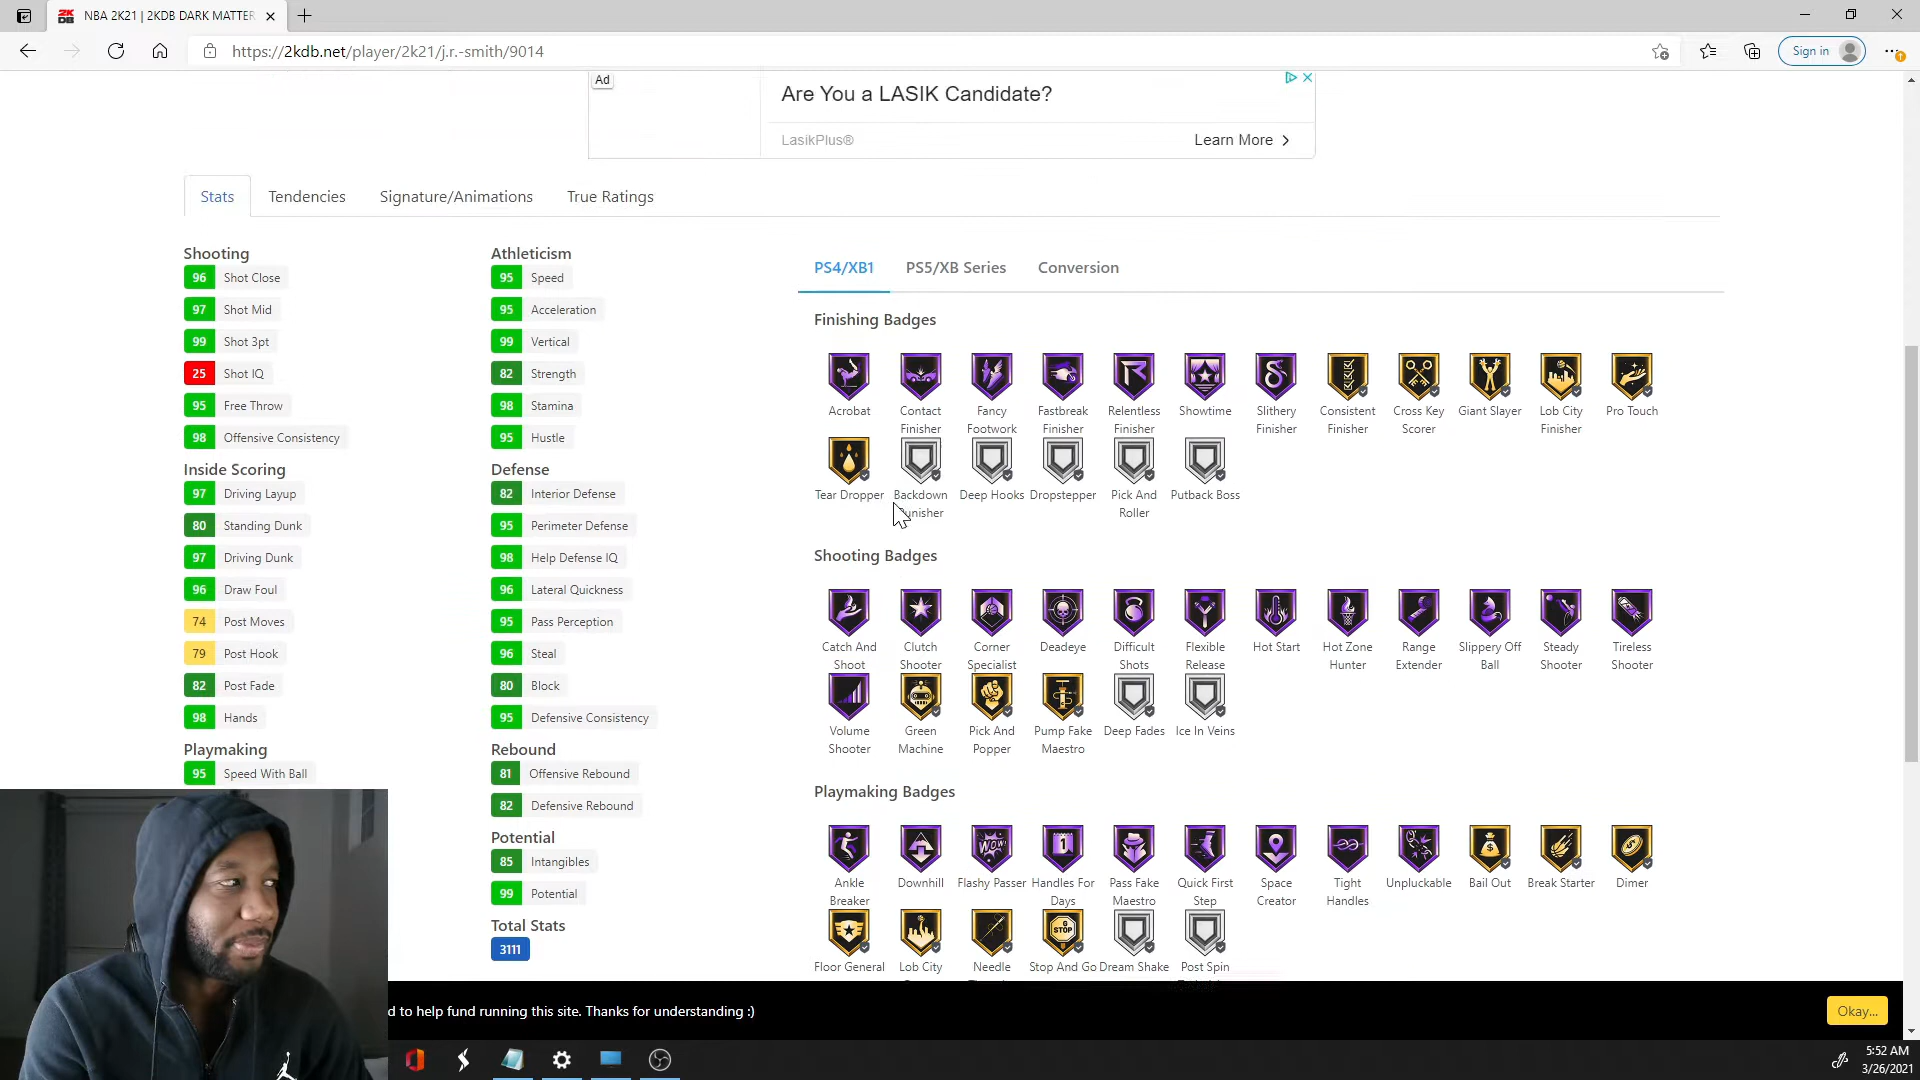 NBA 2K21 | 2KDB DARK MATTER
https://2kdb.net/player/2k21/j.r.-smith/9014
Sign in
Ad
Are You a LASIK Candidate?
LasikPlus®
Learn More
Stats Tendencies Signature/Animations True Ratings
Shooting
96 Shot Close
97 Shot Mid
99 Shot 3pt
25 Shot IQ
95 Free Throw
98 Offensive Consistency
Inside Scoring
97 Driving Layup
80 Standing Dunk
97 Driving Dunk
96 Draw Foul
74 Post Moves
79 Post Hook
82 Post Fade
98 Hands
Playmaking
95 Speed With Ball
Athleticism
95 Speed
95 Acceleration
99 Vertical
82 Strength
98 Stamina
95 Hustle
Defense
82 Interior Defense
95 Perimeter Defense
98 Help Defense IQ
96 Lateral Quickness
95 Pass Perception
96 Steal
80 Block
95 Defensive Consistency
Rebound
81 Offensive Rebound
82 Defensive Rebound
Potential
85 Intangibles
99 Potential
Total Stats
3111
PS4/XB1 PS5/XB Series Conversion
Finishing Badges
Acrobat Contact Fancy Fastbreak Relentless Showtime Slithery Consistent Cross Key Giant Slayer Lob City Pro Touch
Finisher Footwork Finisher Finisher Finisher Finisher Scorer Finisher
Tear Dropper Backdown Deep Hooks Dropstepper Pick And Putback Boss
Punisher Roller
Shooting Badges
Catch And Clutch Corner Deadeye Difficult Flexible Hot Start Hot Zone Range Slippery Off Steady Tireless
Shoot Shooter Specialist Shots Release Hunter Extender Ball Shooter Shooter
Volume Green Pick And Pump Fake Deep Fades Ice In Veins
Shooter Machine Popper Maestro
Playmaking Badges
WOW! 1
Ankle Downhill Flashy Passer Handles For Pass Fake Quick First Space Tight Unpluckable Bail Out Break Starter Dimer
Breaker Days Maestro Step Creator Handles
STOP
Floor General Lob City Needle Stop And Go Dream Shake Post Spin
d to help fund running this site. Thanks for understanding :)
Okay...
5:52 AM
3/26/2021